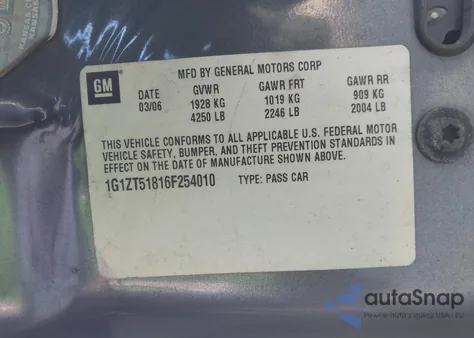 GM
MFD BY GENERAL MOTORS CORP
DATE GVWR GAWR FRT GAWR RR
03/06 1928 KG 1019 KG 909 KG
4250 LB 2246 LB 2004 LB
THIS VEHICLE CONFORMS TO ALL APPLICABLE U.S. FEDERAL MOTOR
VEHICLE SAFETY, BUMPER, AND THEFT PREVENTION STANDARDS IN
EFFECT ON THE DATE OF MANUFACTURE SHOWN ABOVE.
1G1ZT51816F254010 TYPE: PASS CAR
autoSnap